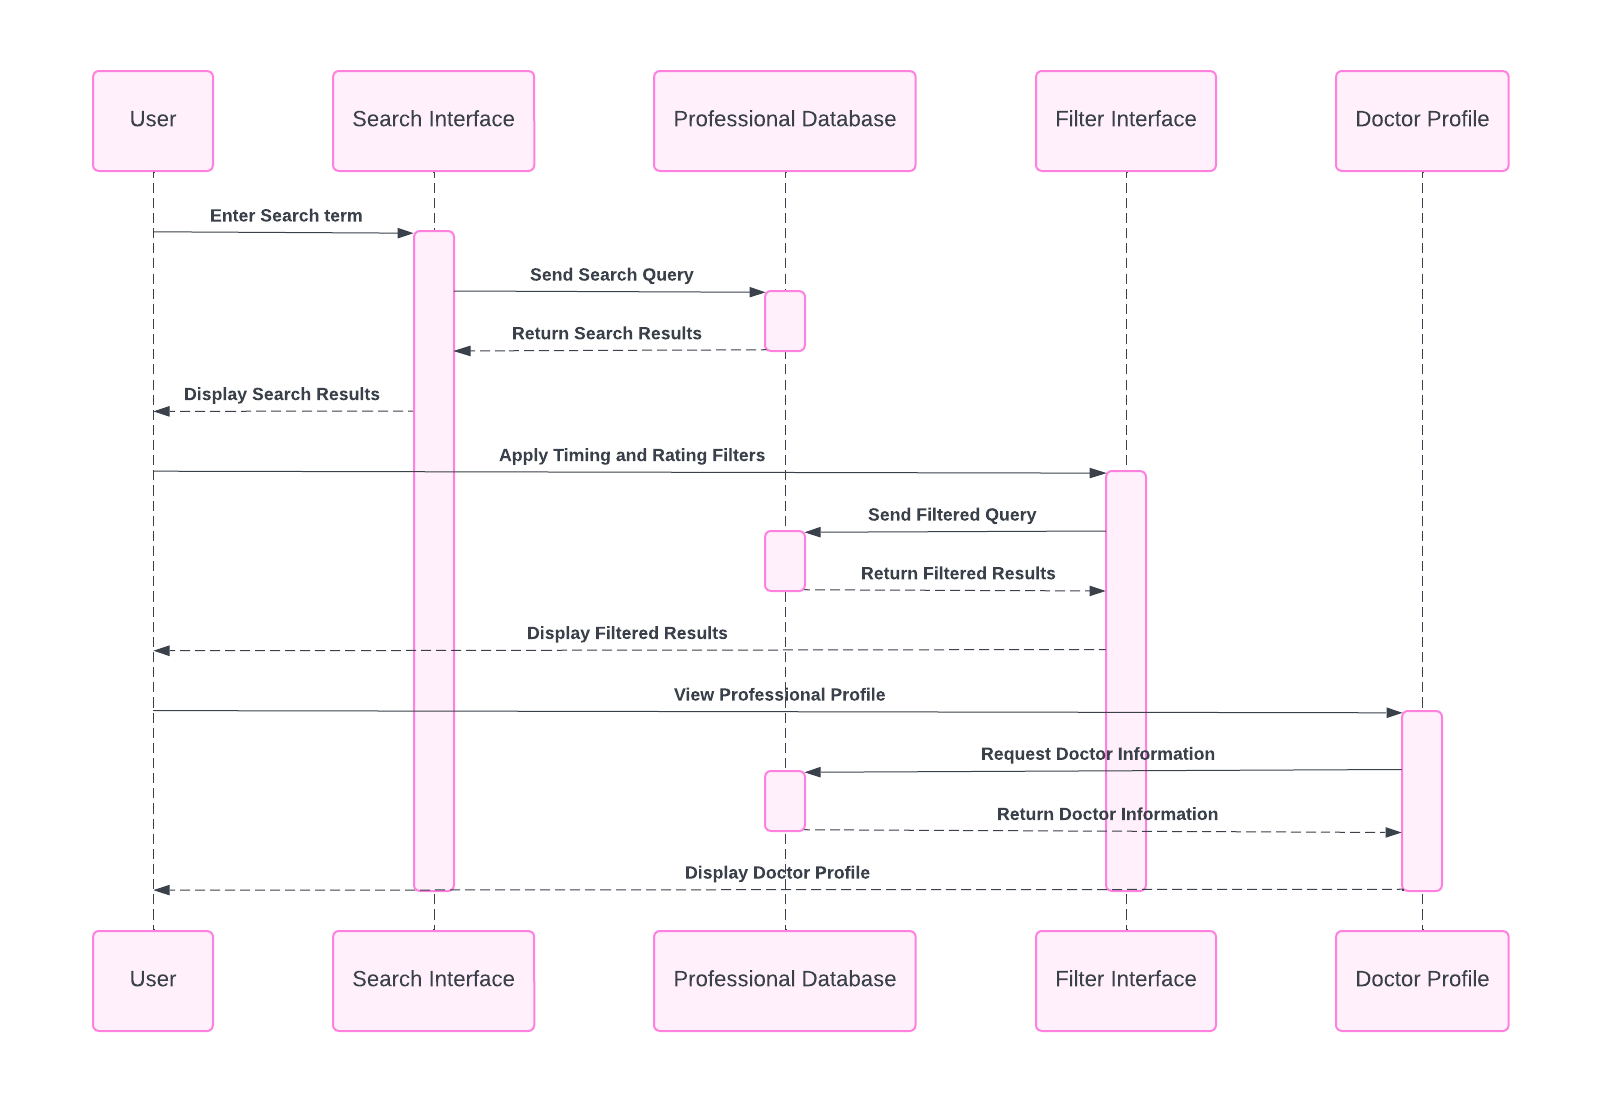 User
Search Interface
Professional Database
Filter Interface
Doctor Profile
Enter Search term
Send Search Query
Return Search Results
Display Search Results
Apply Timing and Rating Filters
Send Filtered Query
Return Filtered Results
Display Filtered Results
View Professional Profile
Request Doctor Information
Return Doctor Information
Display Doctor Profile
User
Search Interface
Professional Database
Filter Interface
Doctor Profile